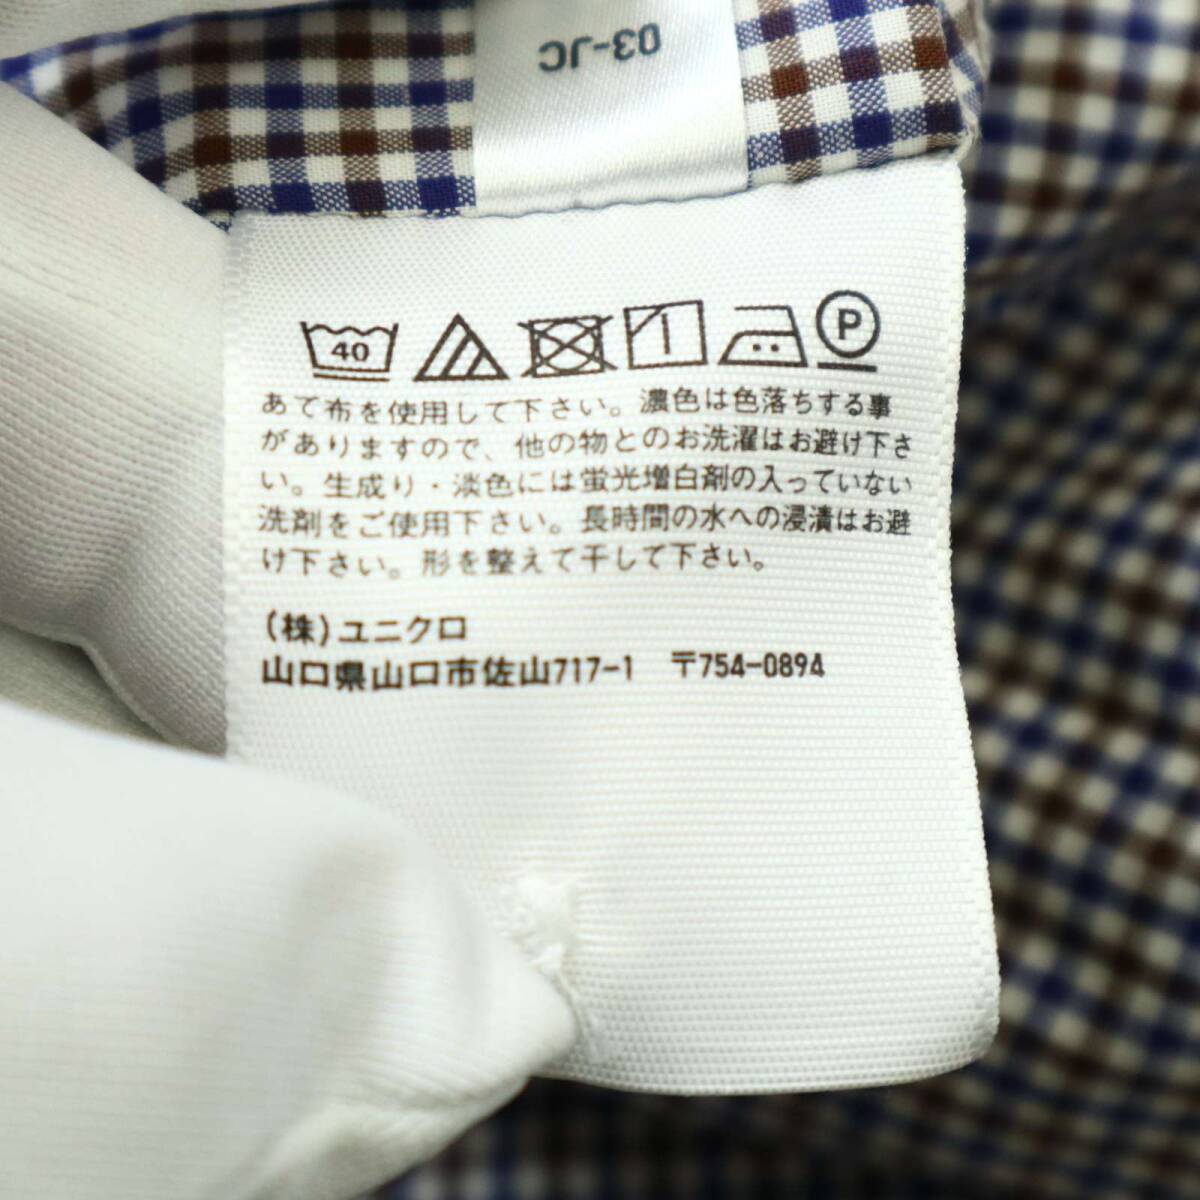 03-JC
40 P
あて布を使用して下さい。濃色は色落ちする事
がありますので、他の物とのお洗濯はお避け下さ
い。生成り・淡色には蛍光増白剤の入っていない
洗剤をご使用下さい。長時間の水への浸漬はお避
け下さい。形を整えて干して下さい。
(株)ユニクロ
山口県山口市佐山717-1 〒754-0894